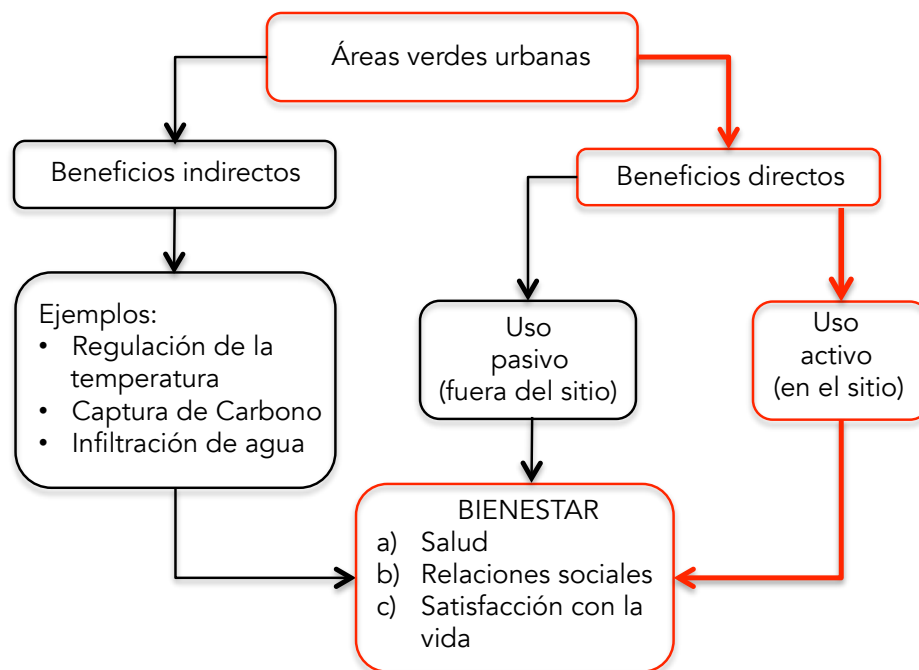 Áreas verdes urbanas
Beneficios indirectos
Beneficios directos
Ejemplos:
• Regulación de la
temperatura
• Captura de Carbono
• Infiltración de agua
Uso
pasivo
(fuera del sitio)
Uso
activo
(en el sitio)
BIENESTAR
a) Salud
b) Relaciones sociales
c) Satisfacción con la
vida